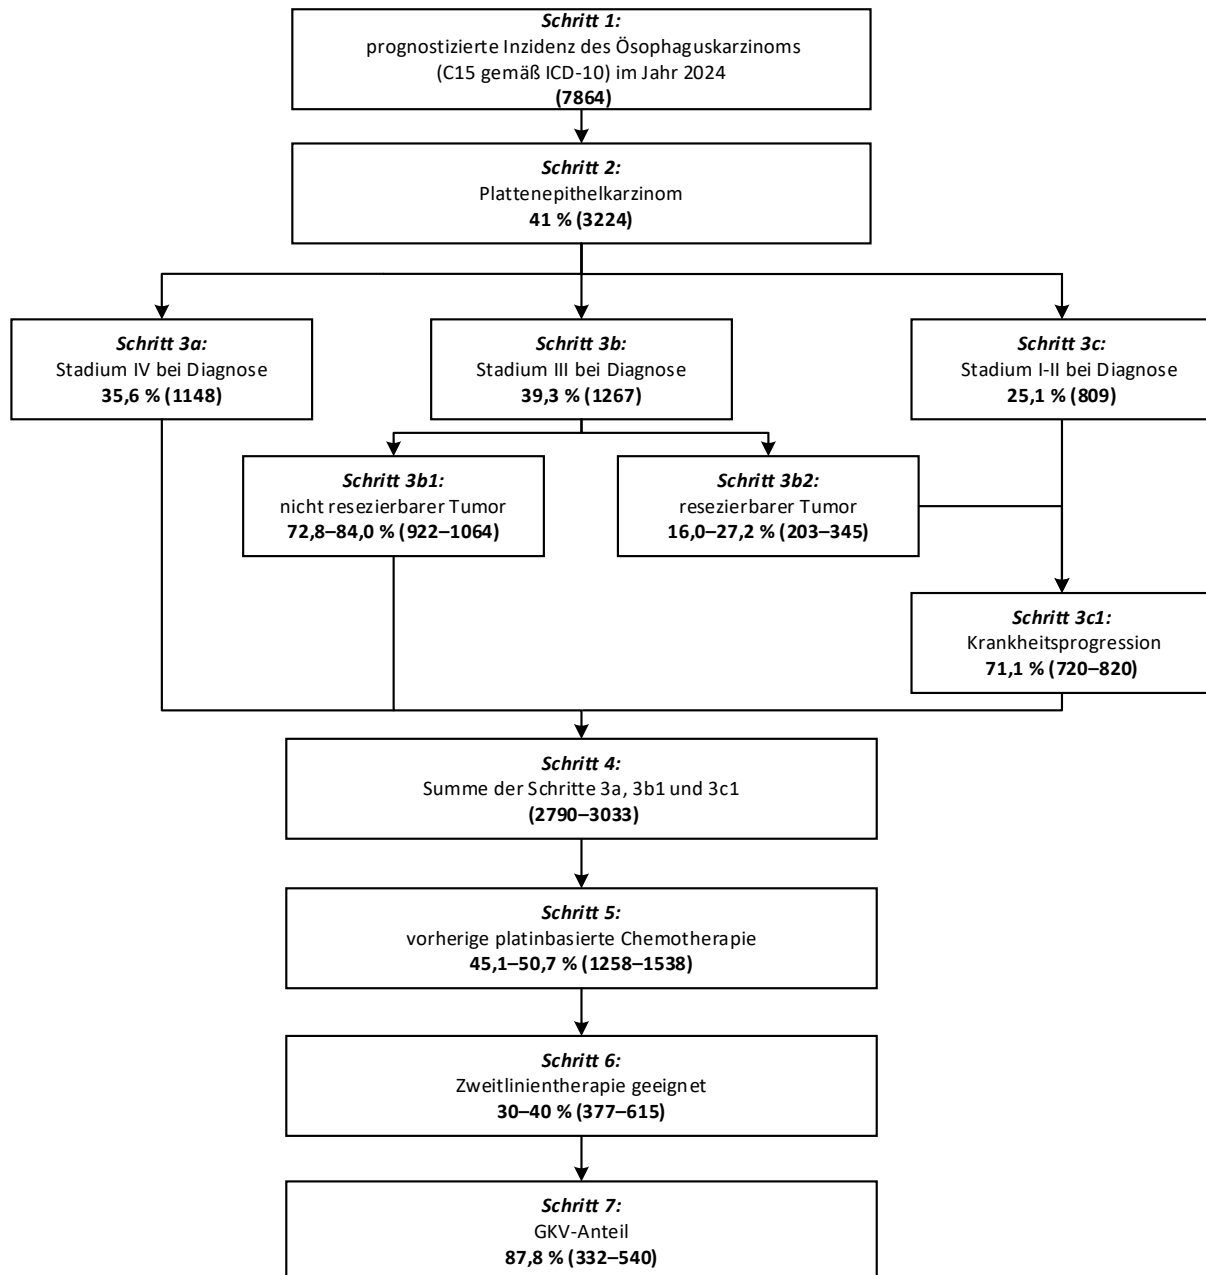 Schritt 1:
prognostizierte Inzidenz des Ösophaguskarzinoms
(C15 gemäß ICD-10) im Jahr 2024
(7864)
Schritt 2:
Plattenepithelkarzinom
41 % (3224)
Schritt 3a:
Stadium IV bei Diagnose
35,6 % (1148)
Schritt 3b:
Stadium III bei Diagnose
39,3 % (1267)
Schritt 3c:
Stadium I-II bei Diagnose
25,1 % (809)
Schritt 3b1:
nicht resezierbarer Tumor
72,8–84,0 % (922–1064)
Schritt 3b2:
resezierbarer Tumor
16,0–27,2 % (203–345)
Schritt 3c1:
Krankheitsprogression
71,1 % (720–820)
Schritt 4:
Summe der Schritte 3a, 3b1 und 3c1
(2790–3033)
Schritt 5:
vorherige platinbasierte Chemotherapie
45,1–50,7 % (1258–1538)
Schritt 6:
Zweitlinientherapie geeignet
30–40 % (377–615)
Schritt 7:
GKV-Anteil
87,8 % (332–540)